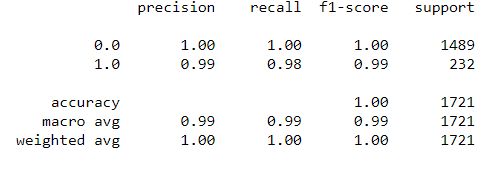 precision recall f1-score support
0.0 1.00 1.00 1.00 1489
1.0 0.99 0.98 0.99 232
accuracy 1.00 1721
macro avg 0.99 0.99 0.99 1721
weighted avg 1.00 1.00 1.00 1721